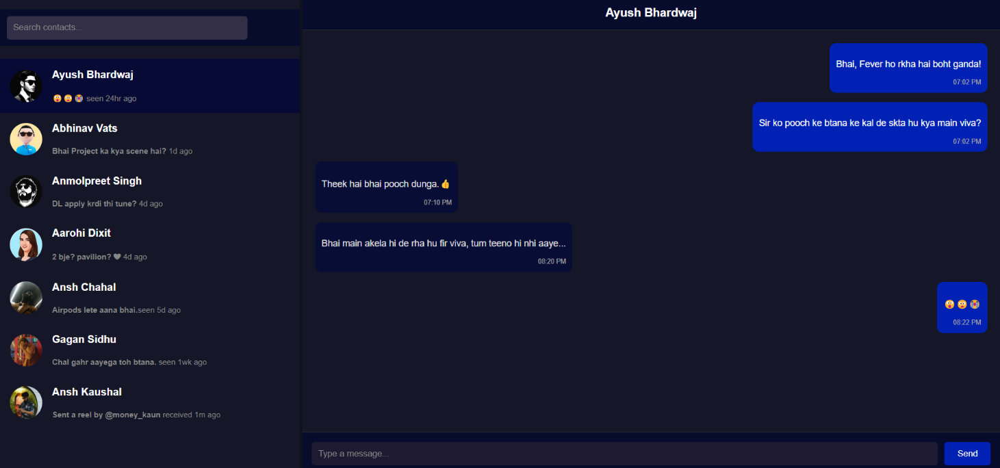 Search contacts...
Ayush Bhardwaj
😲 😳 😭 seen 24hr ago
Abhinav Vats
Bhai Project ka kya scene hai? 1d ago
Anmolpreet Singh
DL apply krdi thi tune? 4d ago
Aarohi Dixit
2 bje? pavilion? ♥ 4d ago
Ansh Chahal
Airpods lete aana bhai.seen 5d ago
Gagan Sidhu
Chal gahr aayega toh btana. seen 1wk ago
Ansh Kaushal
Sent a reel by @money_kaun received 1m ago
Ayush Bhardwaj
Bhai, Fever ho rkha hai boht ganda!
07:02 PM
Sir ko pooch ke btana ke kal de skta hu kya main viva?
07:02 PM
Theek hai bhai pooch dunga.👍
07:10 PM
Bhai main akela hi de rha hu fir viva, tum teeno hi nhi aaye...
08:20 PM
😲 😳 😭
08:22 PM
Type a message...
Send